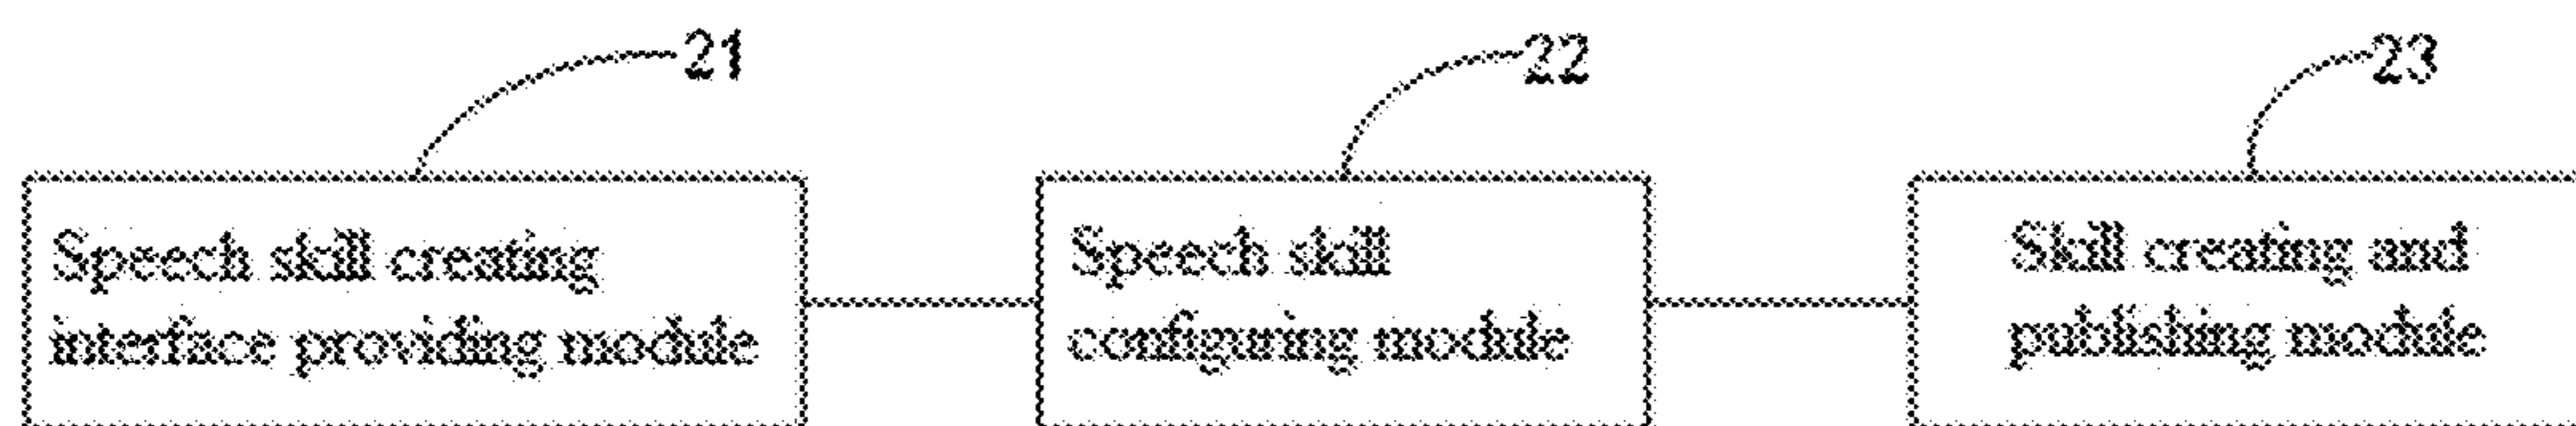 21
22
23
Speech skill creating
interface providing module
Speech skill
configuring module
Skill creating and
publishing module